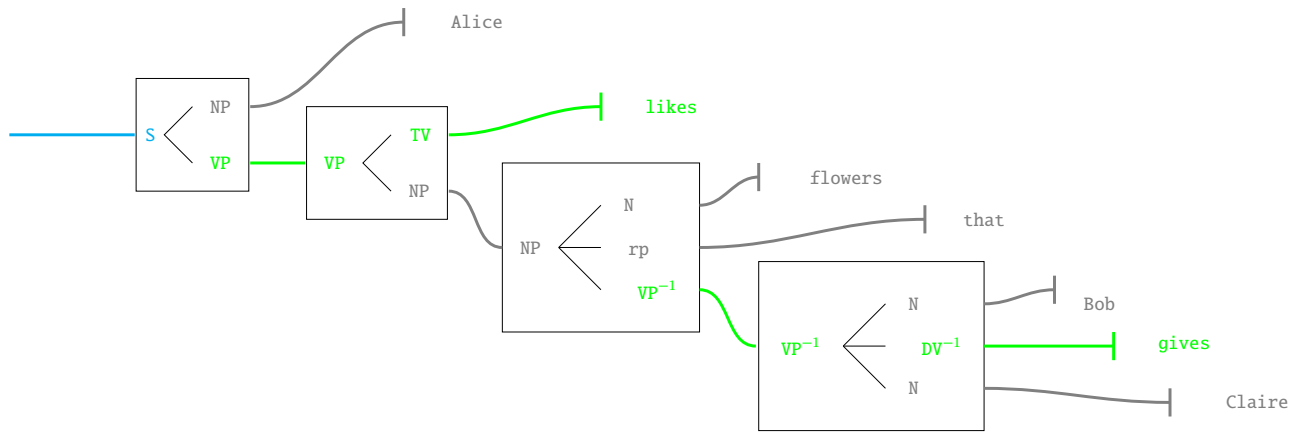 Alice
NP
S
VP
likes
TV
VP
NP
flowers
N
that
NP
rp
VP⁻¹
Bob
N
gives
VP⁻¹
DV⁻¹
N
Claire